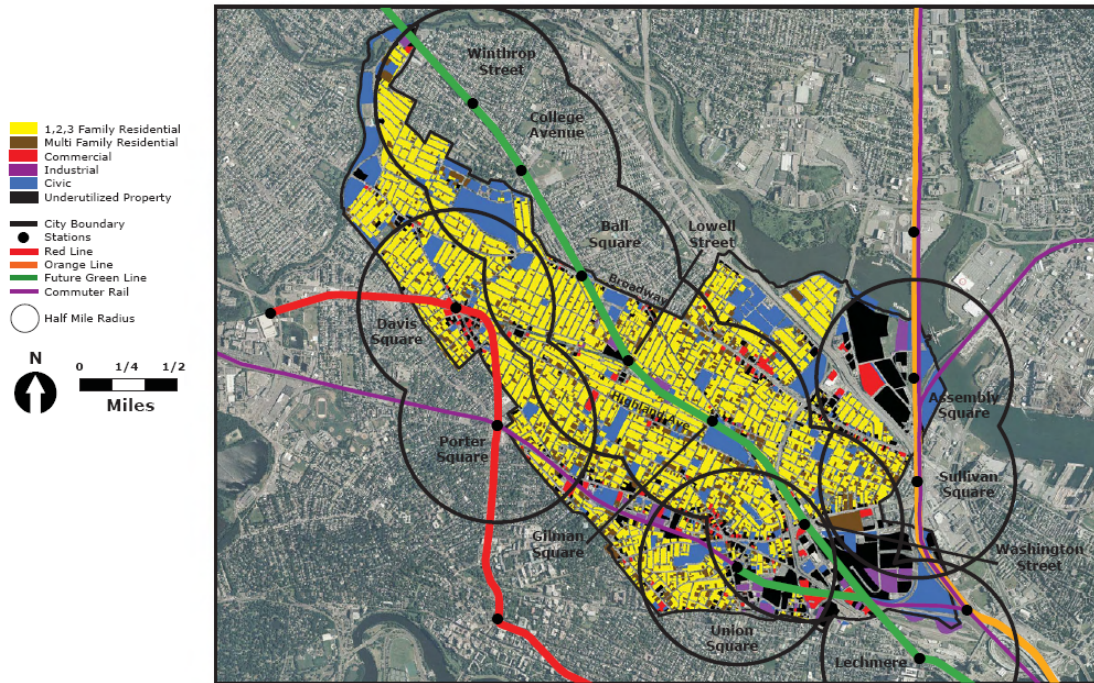 1,2,3 Family Residential
Multi Family Residential
Commercial
Industrial
Civic
Underutilized Property
City Boundary
Stations
Red Line
Orange Line
Future Green Line
Commuter Rail
Half Mile Radius
N
0 1/4 1/2
Miles
Winthrop
Street
College
Avenue
Ball
Square
Lowell
Street
Broadway
Davis
Square
Highland Ave
Assembly
Square
Porter
Square
Sullivan
Square
Gilman
Square
Washington
Street
Union
Square
Lechmere